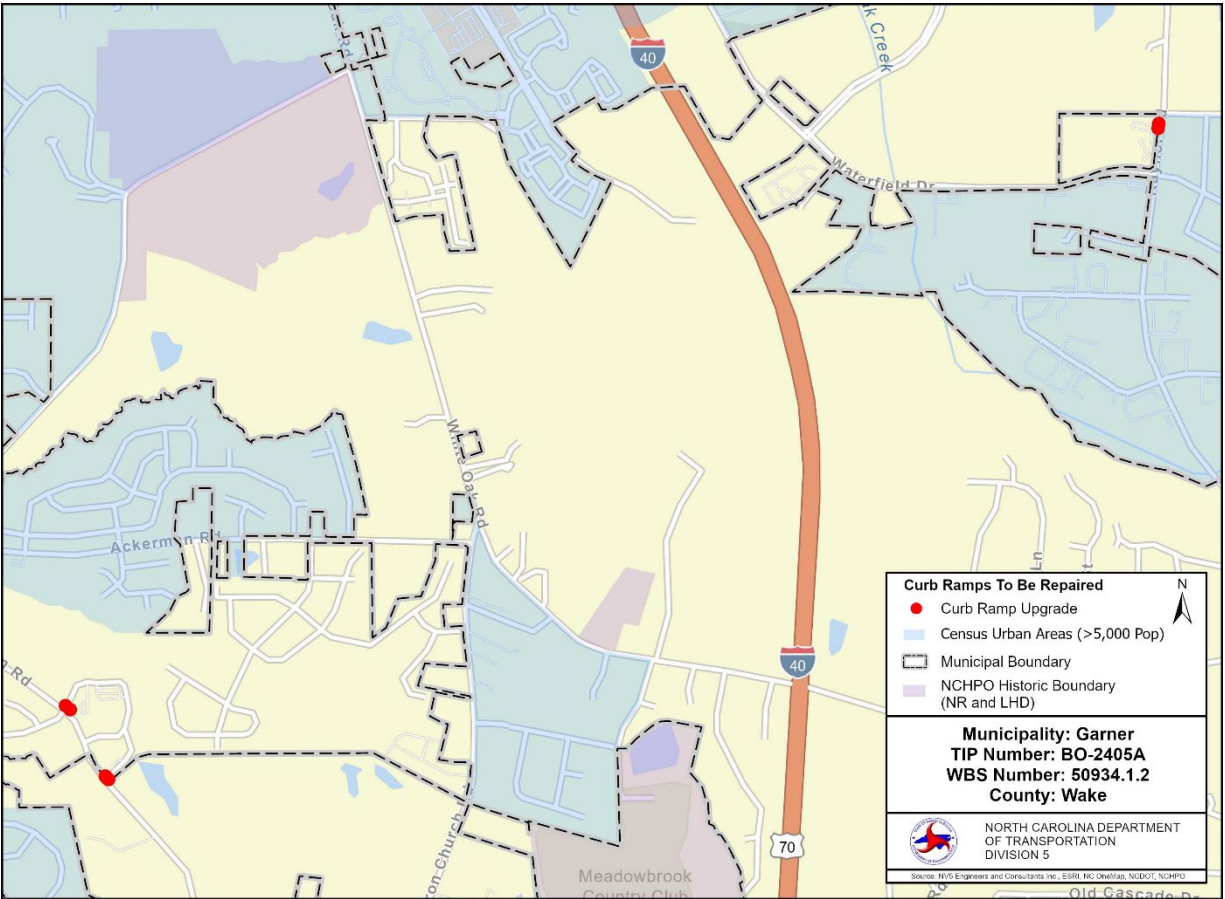 40
Creek
Waterfield Dr
White Oak Rd
Ackerman Rd
Rd
Ln
40
70
Church
Meadowbrook
Country Club
Old Cascade Dr
Curb Ramps To Be Repaired
N
Curb Ramp Upgrade
Census Urban Areas (>5,000 Pop)
Municipal Boundary
NCHPO Historic Boundary
(NR and LHD)
Municipality: Garner
TIP Number: BO-2405A
WBS Number: 50934.1.2
County: Wake
NORTH CAROLINA DEPARTMENT
OF TRANSPORTATION
DIVISION 5
Source: NV5 Engineers and Consultants Inc., ESRI, NC OneMap, NCDOT, NCHPO